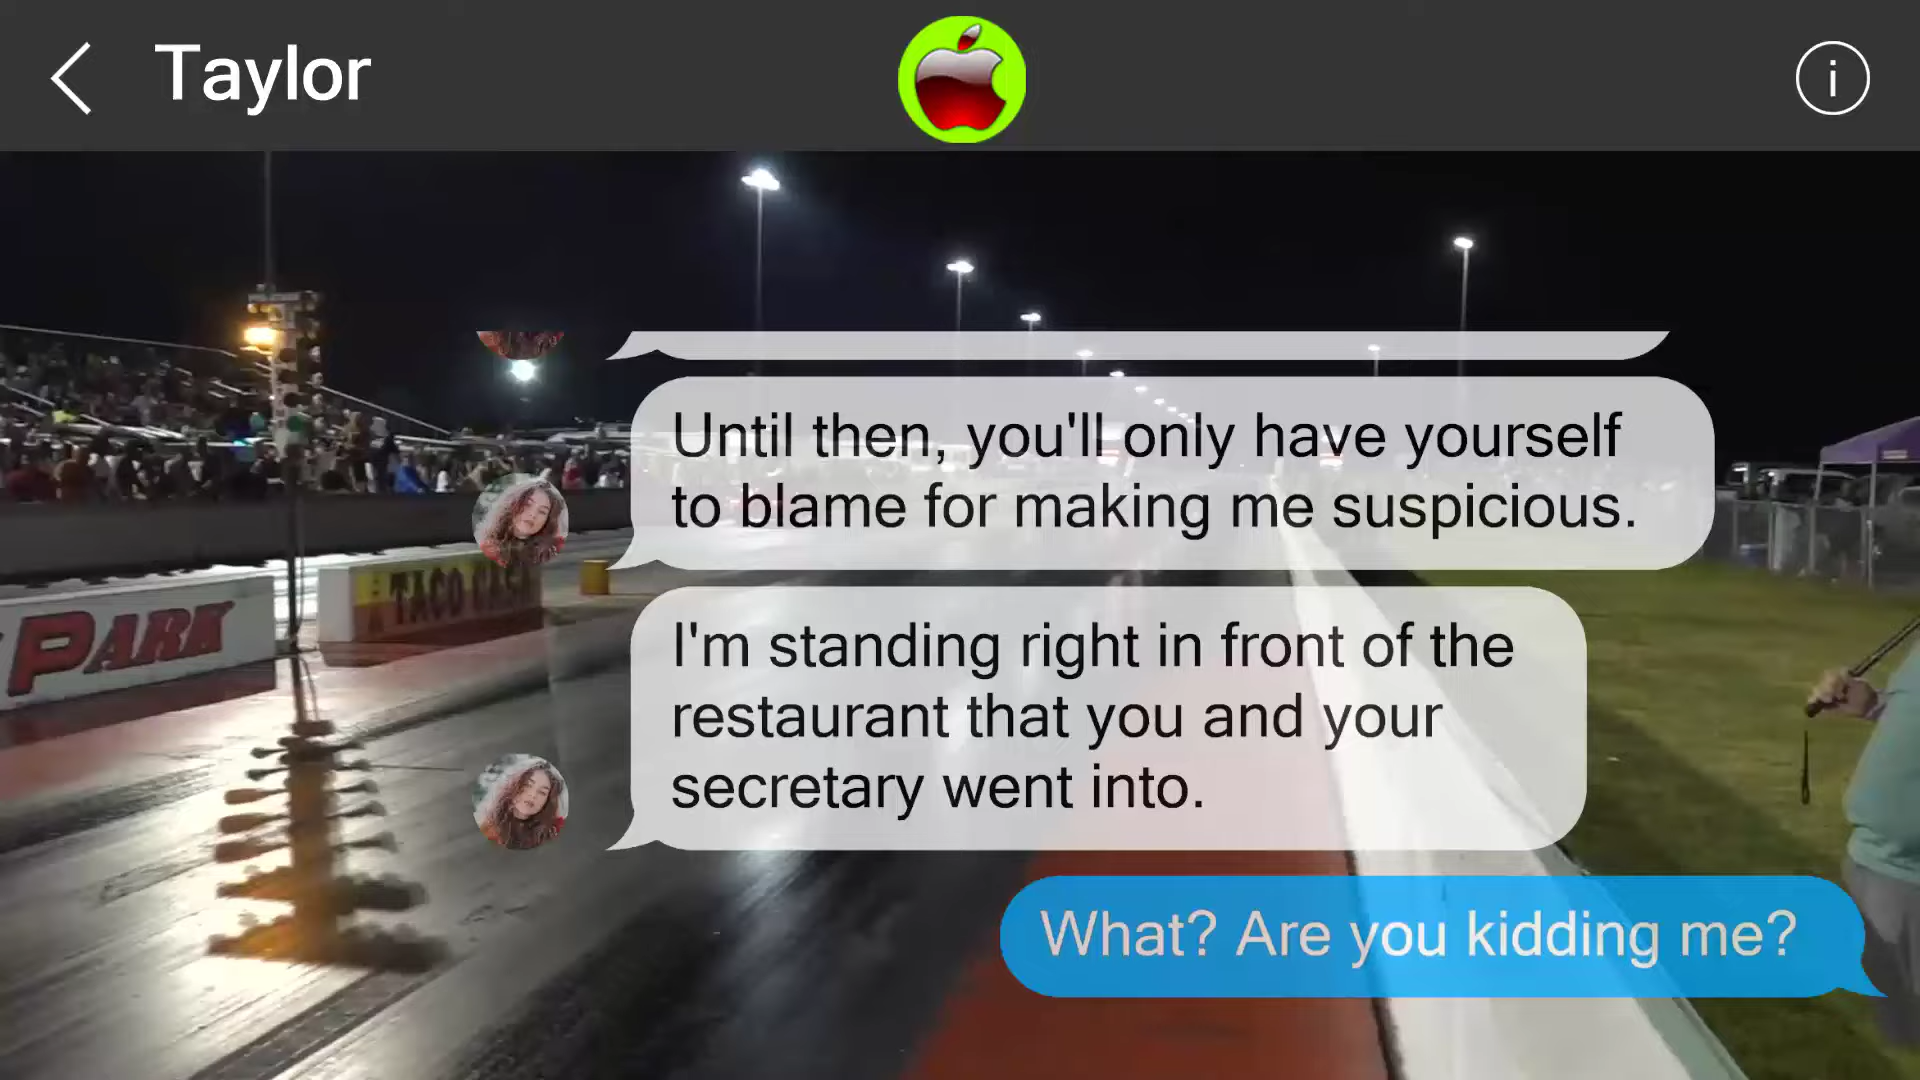 Taylor
i
Until then, you'll only have yourself
to blame for making me suspicious.
I'm standing right in front of the
restaurant that you and your
secretary went into.
What? Are you kidding me?
TACO CASA
PARK